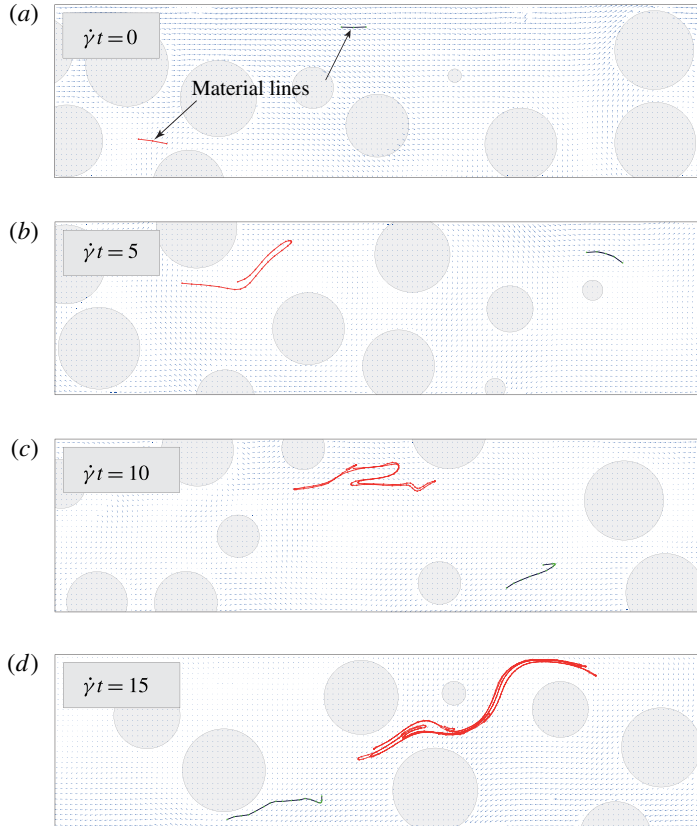 (a)
γ̇ t = 0
Material lines
(b)
γ̇ t = 5
(c)
γ̇ t = 10
(d)
γ̇ t = 15